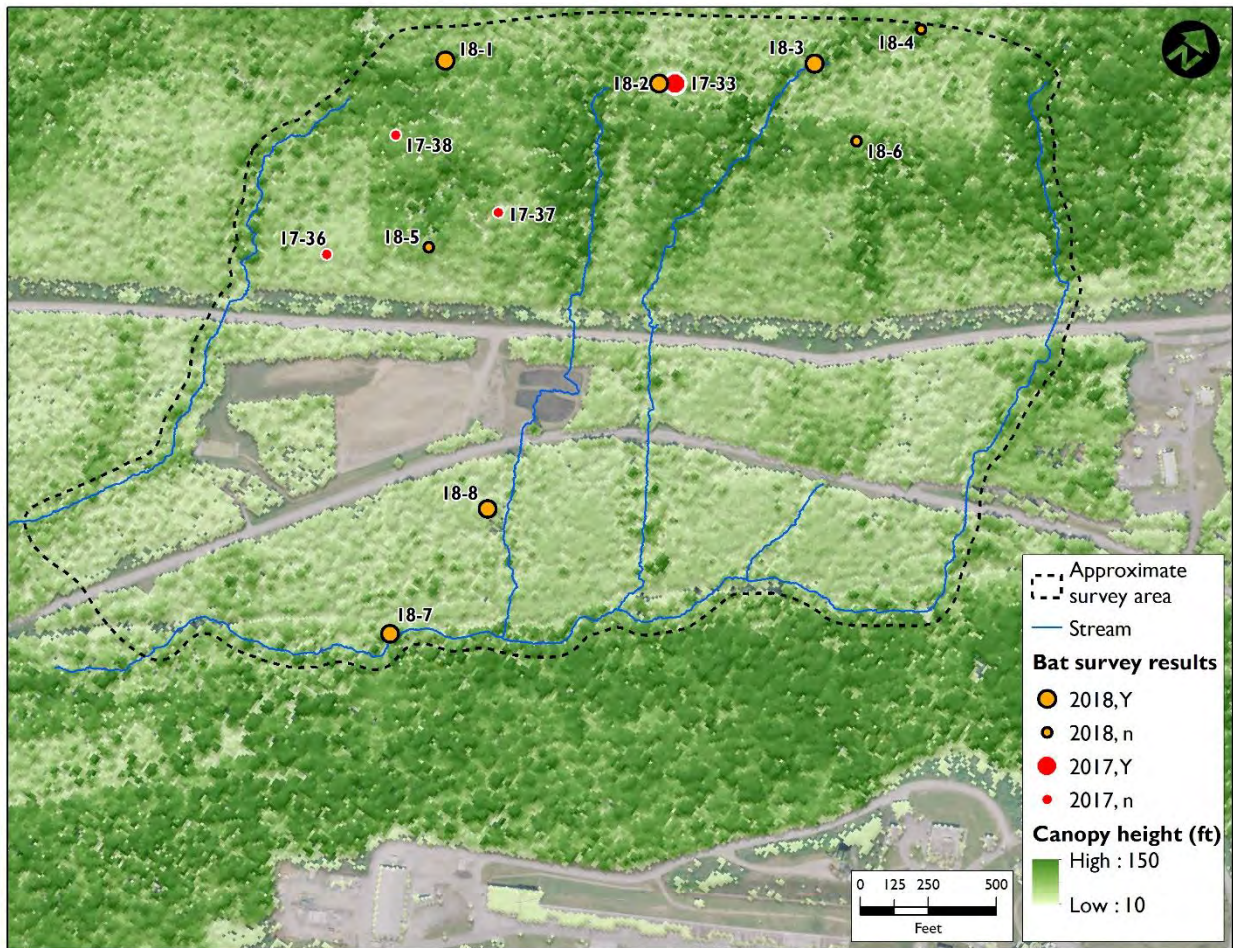 18-1
18-2
17-33
18-3
18-4
17-38
18-6
17-37
17-36
18-5
18-8
18-7
N
Approximate
survey area
Stream
Bat survey results
2018, Y
2018, n
2017, Y
2017, n
Canopy height (ft)
High : 150
Low : 10
0 125 250 500
Feet